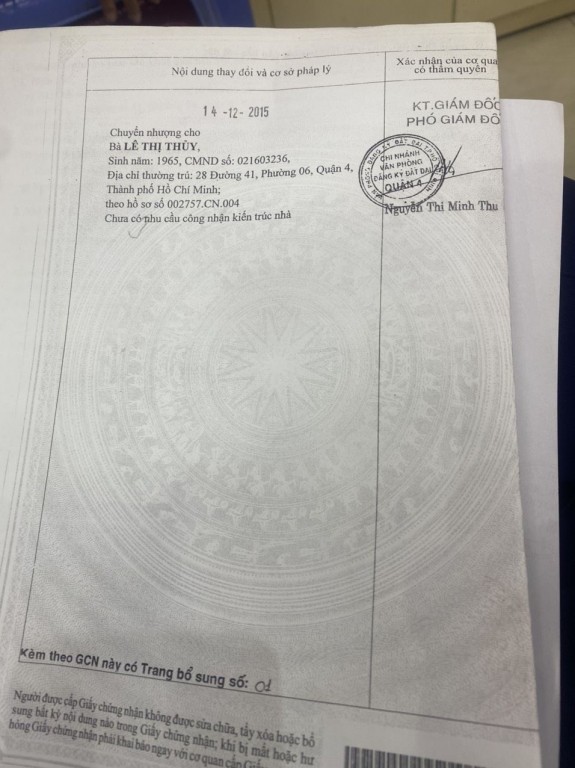 Nội dung thay đổi và cơ sở pháp lý
Xác nhận của cơ qua
có thẩm quyền
14 -12- 2015
Chuyển nhượng cho
Bà LÊ THỊ THỦY,
Sinh năm: 1965, CMND số: 021603236,
Địa chỉ thường trú: 28 Đường 41, Phường 06, Quận 4,
Thành phố Hồ Chí Minh;
theo hồ sơ số 002757.CN.004
Chưa có nhu cầu công nhận kiến trúc nhà
KT.GIÁM ĐỐC
PHÓ GIÁM ĐỐ
CHI NHÁNH
VĂN PHÒNG
ĐĂNG KÝ ĐẤT ĐAI
QUẬN 4
Nguyễn Thị Minh Thu
Kèm theo GCN này có Trang bổ sung số: 01
Người được cấp Giấy chứng nhận không được sửa chữa, tẩy xóa hoặc bổ
sung bất kỳ nội dung nào trong Giấy chứng nhận; khi bị mất hoặc hư
hỏng Giấy chứng nhận phải khai báo ngay với cơ quan cấp Giấy